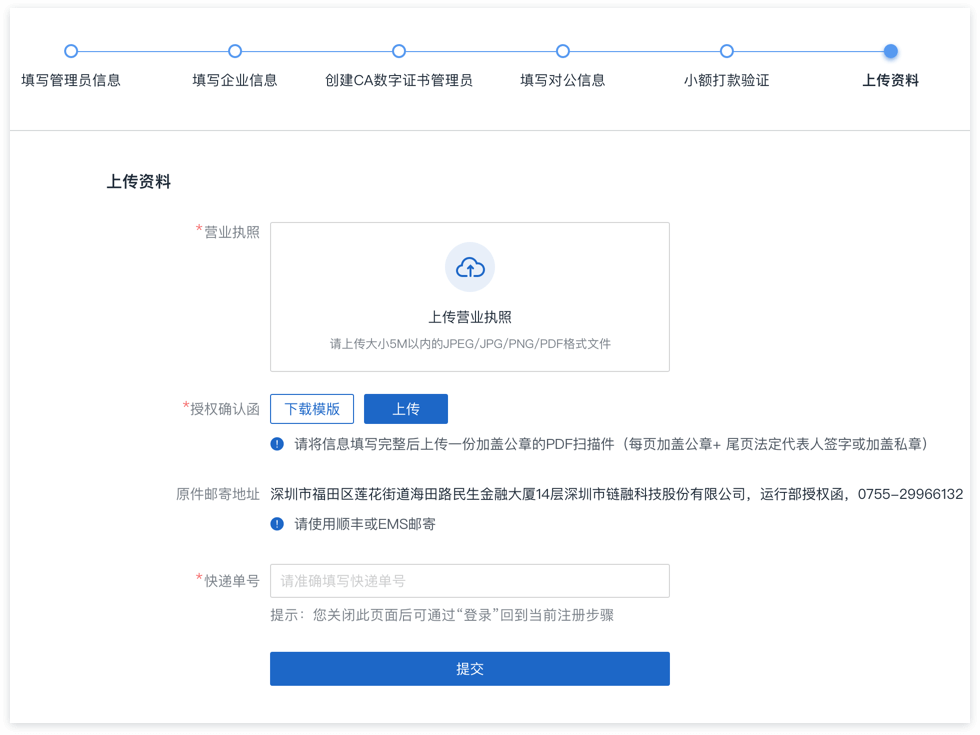 填写管理员信息 填写企业信息 创建CA数字证书管理员 填写对公信息 小额打款验证 上传资料
上传资料
*营业执照
上传营业执照
请上传大小5M以内的JPEG/JPG/PNG/PDF格式文件
*授权确认函 下载模版 上传
请将信息填写完整后上传一份加盖公章的PDF扫描件（每页加盖公章+ 尾页法定代表人签字或加盖私章）
原件邮寄地址 深圳市福田区莲花街道海田路民生金融大厦14层深圳市链融科技股份有限公司，运行部授权函，0755-29966132
请使用顺丰或EMS邮寄
*快递单号 请准确填写快递单号
提示：您关闭此页面后可通过“登录”回到当前注册步骤
提交